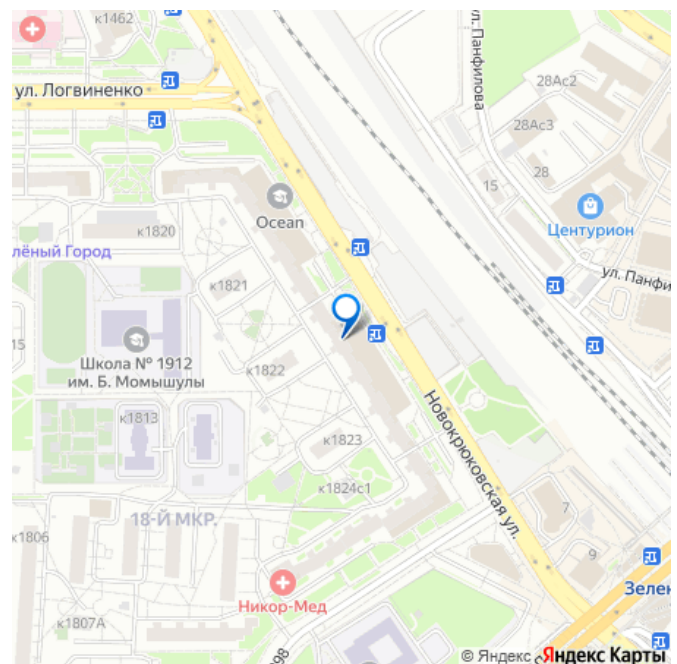 к1462
ул. Логвиненко
ул. Панфилова
28Ас2
28Ас3
28
15
Центурион
ул. Панфи
Ocean
к1820
лёный Город
к1821
15
Школа № 1912
им. Б. Момышулы
к1822
к1813
к1823
Новокрюковская ул.
к1824с1
18-Й МКР.
к1806
7
9
Зелен
Никор-Мед
к1807А
98
© Яндекс
Яндекс Карты